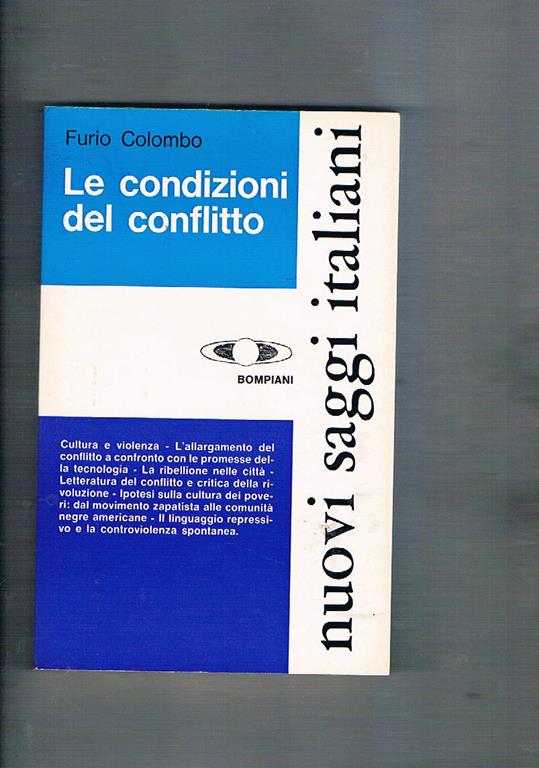 Furio Colombo
Le condizioni
del conflitto
BOMPIANI
Cultura e violenza - L'allargamento del
conflitto a confronto con le promesse del-
la tecnologia - La ribellione nelle città -
Letteratura del conflitto e critica della ri-
voluzione - Ipotesi sulla cultura dei pove-
ri: dal movimento zapatista alle comunità
negre americane - Il linguaggio repressi-
vo e la controviolenza spontanea.
nuovi saggi italiani